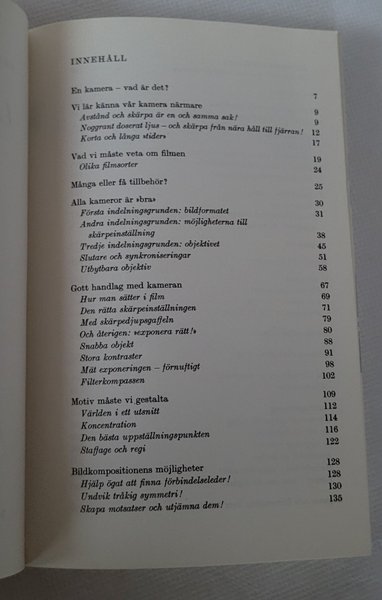 INNEHÅLL
En kamera – vad är det? 7
Vi lär känna vår kamera närmare 9
Avstånd och skärpa är en och samma sak! 9
Noggrant doserat ljus – och skärpa från nära håll till fjärran! 12
Korta och långa »tider» 17
Vad vi måste veta om filmen 19
Olika filmsorter 24
Många eller få tillbehör? 25
Alla kameror är »bra» 30
Första indelningsgrunden: bildformatet 31
Andra indelningsgrunden: möjligheterna till
skärpeinställning 38
Tredje indelningsgrunden: objektivet 45
Slutare och synkroniseringar 51
Utbytbara objektiv 58
Gott handlag med kameran 67
Hur man sätter i film 69
Den rätta skärpeinställningen 71
Med skärpedjupsgaffeln 79
Och återigen: »exponera rätt!» 80
Snabba objekt 88
Stora kontraster 91
Mät exponeringen – förnuftigt 98
Filterkompassen 102
Motiv måste vi gestalta 109
Världen i ett utsnitt 112
Koncentration 114
Den bästa uppställningspunkten 116
Staffage och regi 122
Bildkompositionens möjligheter 128
Hjälp ögat att finna förbindelseleder! 128
Undvik tråkig symmetri! 130
Skapa motsatser och utjämna dem! 135